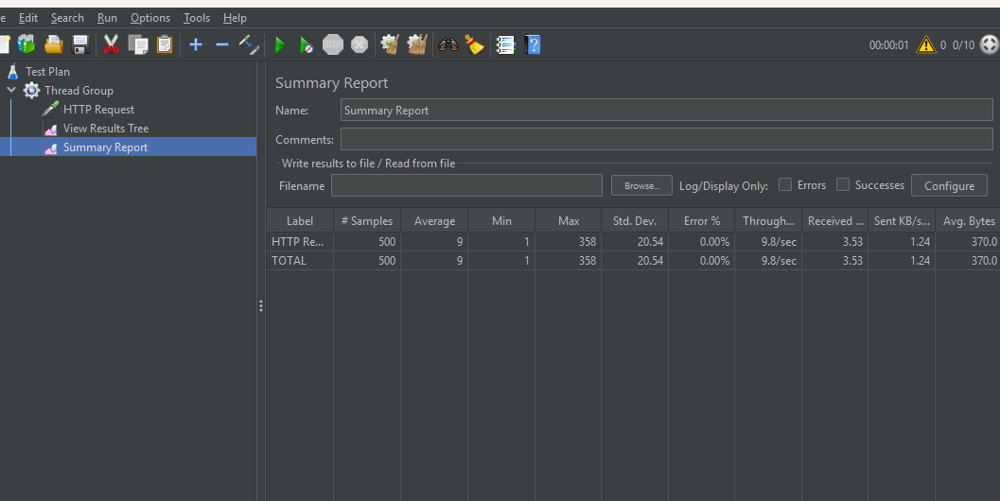 e Edit Search Run Options Tools Help
STOP 00:00:01 0 0/10
Test Plan
Thread Group
HTTP Request
View Results Tree
Summary Report
Summary Report
Name: Summary Report
Comments:
Write results to file / Read from file
Filename Browse... Log/Display Only: Errors Successes Configure
Label # Samples Average Min Max Std. Dev. Error % Through... Received ... Sent KB/s... Avg. Bytes
HTTP Re... 500 9 1 358 20.54 0.00% 9.8/sec 3.53 1.24 370.0
TOTAL 500 9 1 358 20.54 0.00% 9.8/sec 3.53 1.24 370.0